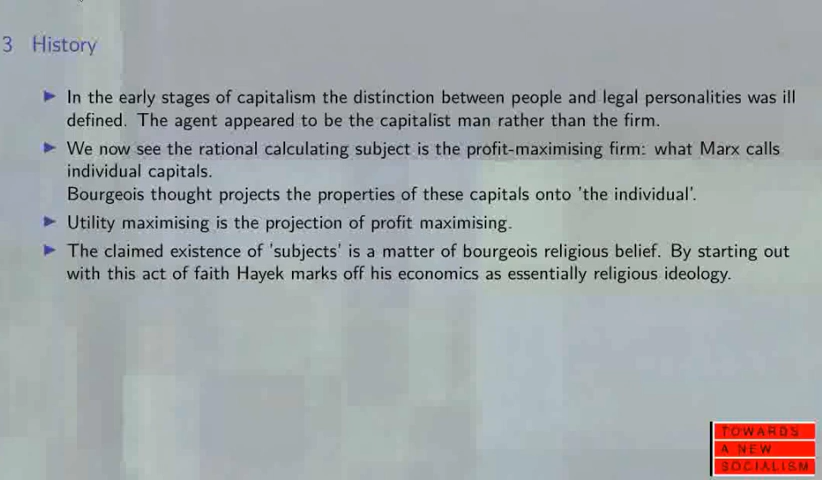 3 History
In the early stages of capitalism the distinction between people and legal personalities was ill
defined. The agent appeared to be the capitalist man rather than the firm.
We now see the rational calculating subject is the profit-maximising firm: what Marx calls
individual capitals.
Bourgeois thought projects the properties of these capitals onto 'the individual'.
Utility maximising is the projection of profit maximising.
The claimed existence of 'subjects' is a matter of bourgeois religious belief. By starting out
with this act of faith Hayek marks off his economics as essentially religious ideology.
TOWARDS
A NEW
SOCIALISM